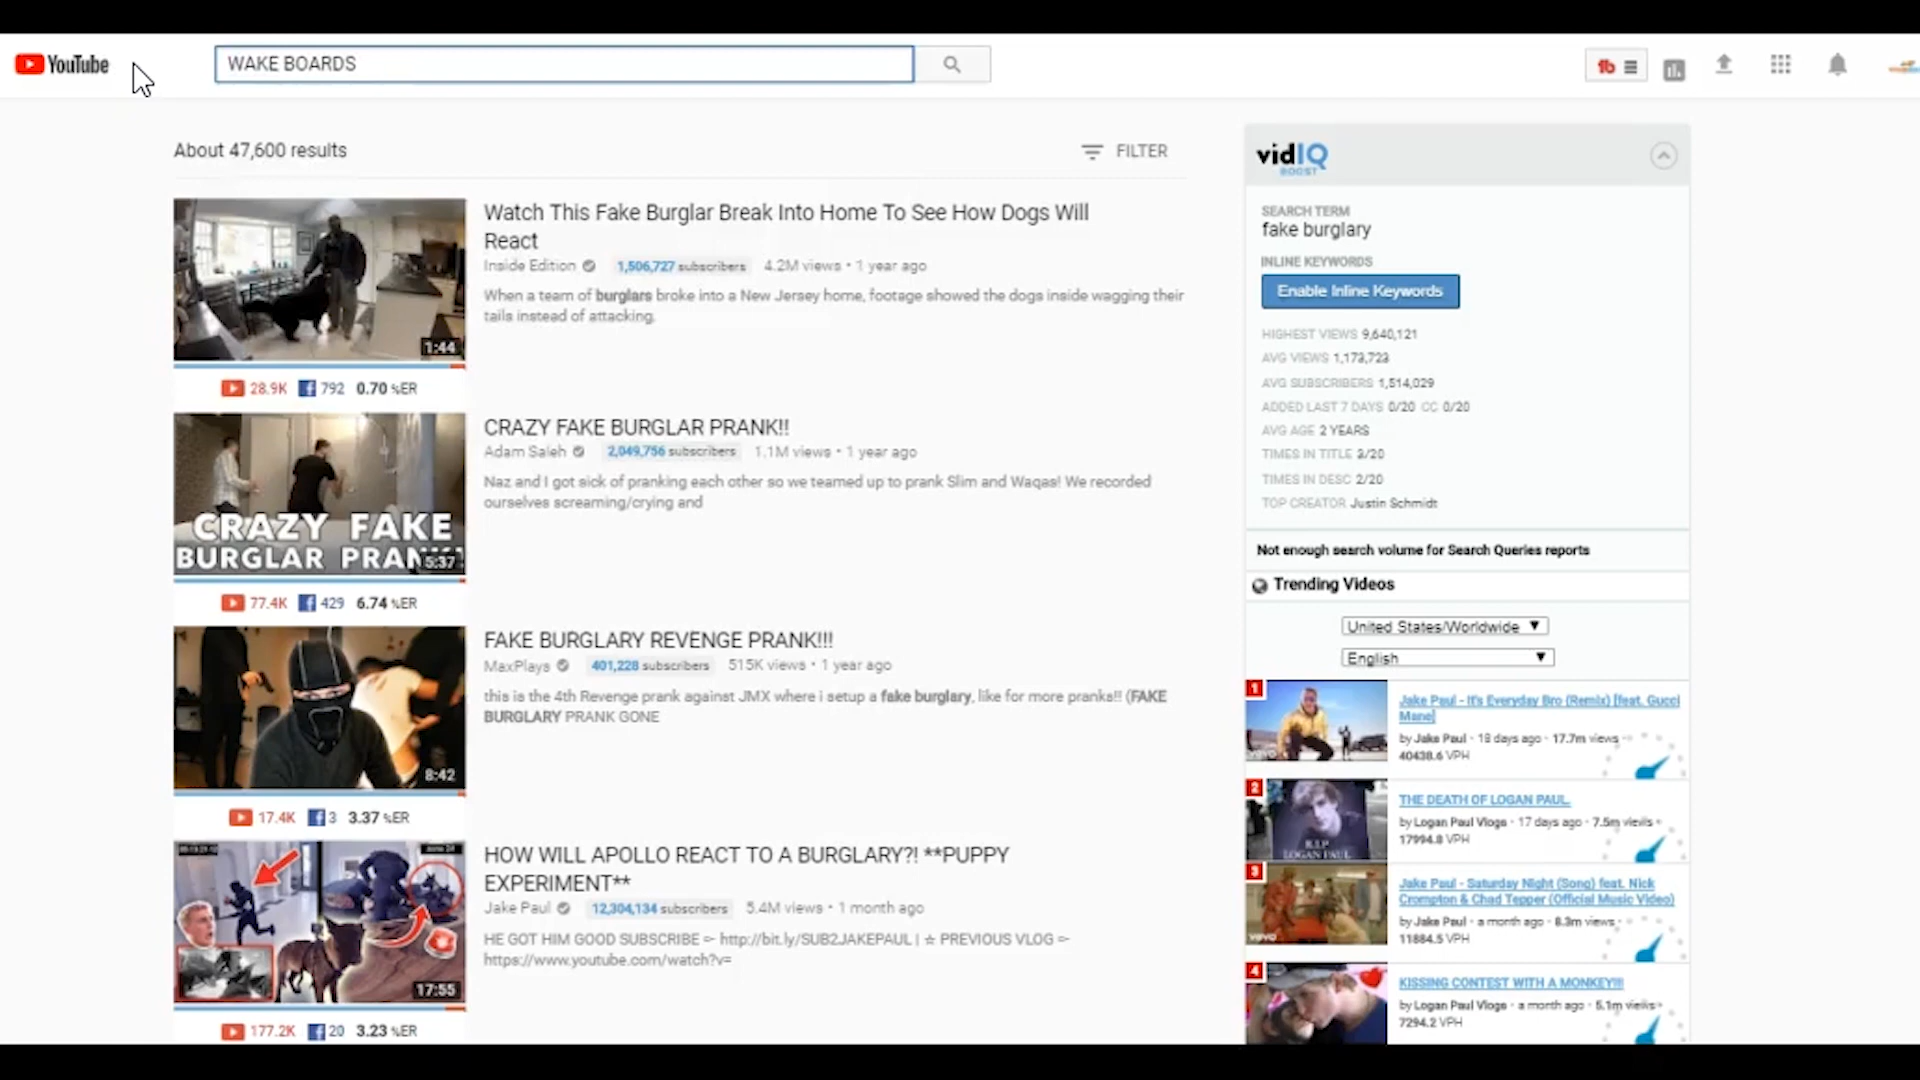 YouTube
WAKE BOARDS
About 47,600 results
FILTER
Watch This Fake Burglar Break Into Home To See How Dogs Will
React
Inside Edition 1,506,727 subscribers 4.2M views • 1 year ago
When a team of burglars broke into a New Jersey home, footage showed the dogs inside wagging their
tails instead of attacking.
1:44
28.9K 792 0.70 %ER
CRAZY FAKE BURGLAR PRANK!!
Adam Saleh 2,049,756 subscribers 1.1M views • 1 year ago
Naz and I got sick of pranking each other so we teamed up to prank Slim and Waqas! We recorded
ourselves screaming/crying and
CRAZY FAKE
BURGLAR PRANK
5:37
77.4K 429 6.74 %ER
FAKE BURGLARY REVENGE PRANK!!!
MaxPlays 401,228 subscribers 515K views • 1 year ago
this is the 4th Revenge prank against JMX where i setup a fake burglary, like for more pranks!! (FAKE
BURGLARY PRANK GONE
8:42
17.4K 3 3.37 %ER
HOW WILL APOLLO REACT TO A BURGLARY?! **PUPPY
EXPERIMENT**
Jake Paul 12,304,134 subscribers 5.4M views • 1 month ago
HE GOT HIM GOOD SUBSCRIBE ➳ http://bit.ly/SUB2JAKEPAUL | ☆ PREVIOUS VLOG ➳
https://www.youtube.com/watch?v=
17:55
177.2K 20 3.23 %ER
vidIQ
BOOST
SEARCH TERM
fake burglary
INLINE KEYWORDS
Enable Inline Keywords
HIGHEST VIEWS 9,640,121
AVG VIEWS 1,173,723
AVG SUBSCRIBERS 1,514,029
ADDED LAST 7 DAYS 0/20 CC 0/20
AVG AGE 2 YEARS
TIMES IN TITLE 3/20
TIMES IN DESC 2/20
TOP CREATOR Justin Schmidt
Not enough search volume for Search Queries reports
Trending Videos
United States/Worldwide
English
1
Jake Paul - It's Everyday Bro (Remix) [feat. Gucci
Mane]
by Jake Paul - 18 days ago - 17.7m views -
40438.6 VPH
vevo
2
THE DEATH OF LOGAN PAUL.
by Logan Paul Vlogs - 17 days ago - 7.5m views -
17994.8 VPH
R.I.P
LOGAN PAUL
3
Jake Paul - Saturday Night (Song) feat. Nick
Crompton & Chad Tepper (Official Music Video)
by Jake Paul - a month ago - 8.3m views -
11884.5 VPH
vevo
4
KISSING CONTEST WITH A MONKEY!!!
by Logan Paul Vlogs - a month ago - 5.1m views -
7294.2 VPH